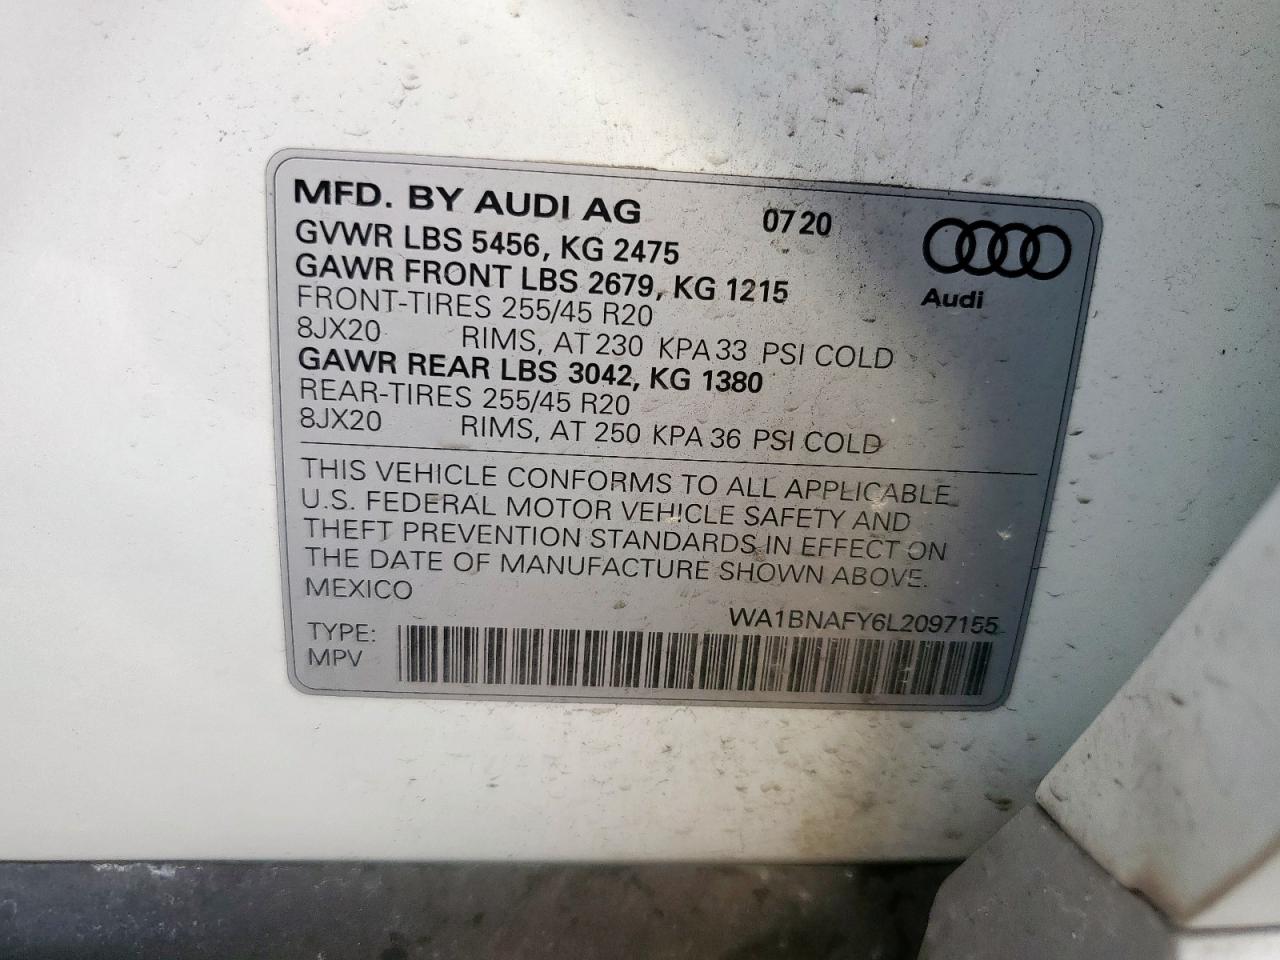 MFD. BY AUDI AG 07 20
GVWR LBS 5456, KG 2475
GAWR FRONT LBS 2679, KG 1215
Audi
FRONT-TIRES 255/45 R20
8JX20 RIMS, AT 230 KPA 33 PSI COLD
GAWR REAR LBS 3042, KG 1380
REAR-TIRES 255/45 R20
8JX20 RIMS, AT 250 KPA 36 PSI COLD
THIS VEHICLE CONFORMS TO ALL APPLICABLE
U.S. FEDERAL MOTOR VEHICLE SAFETY AND
THEFT PREVENTION STANDARDS IN EFFECT ON
THE DATE OF MANUFACTURE SHOWN ABOVE.
MEXICO
WA1BNAFY6L2097155
TYPE:
MPV